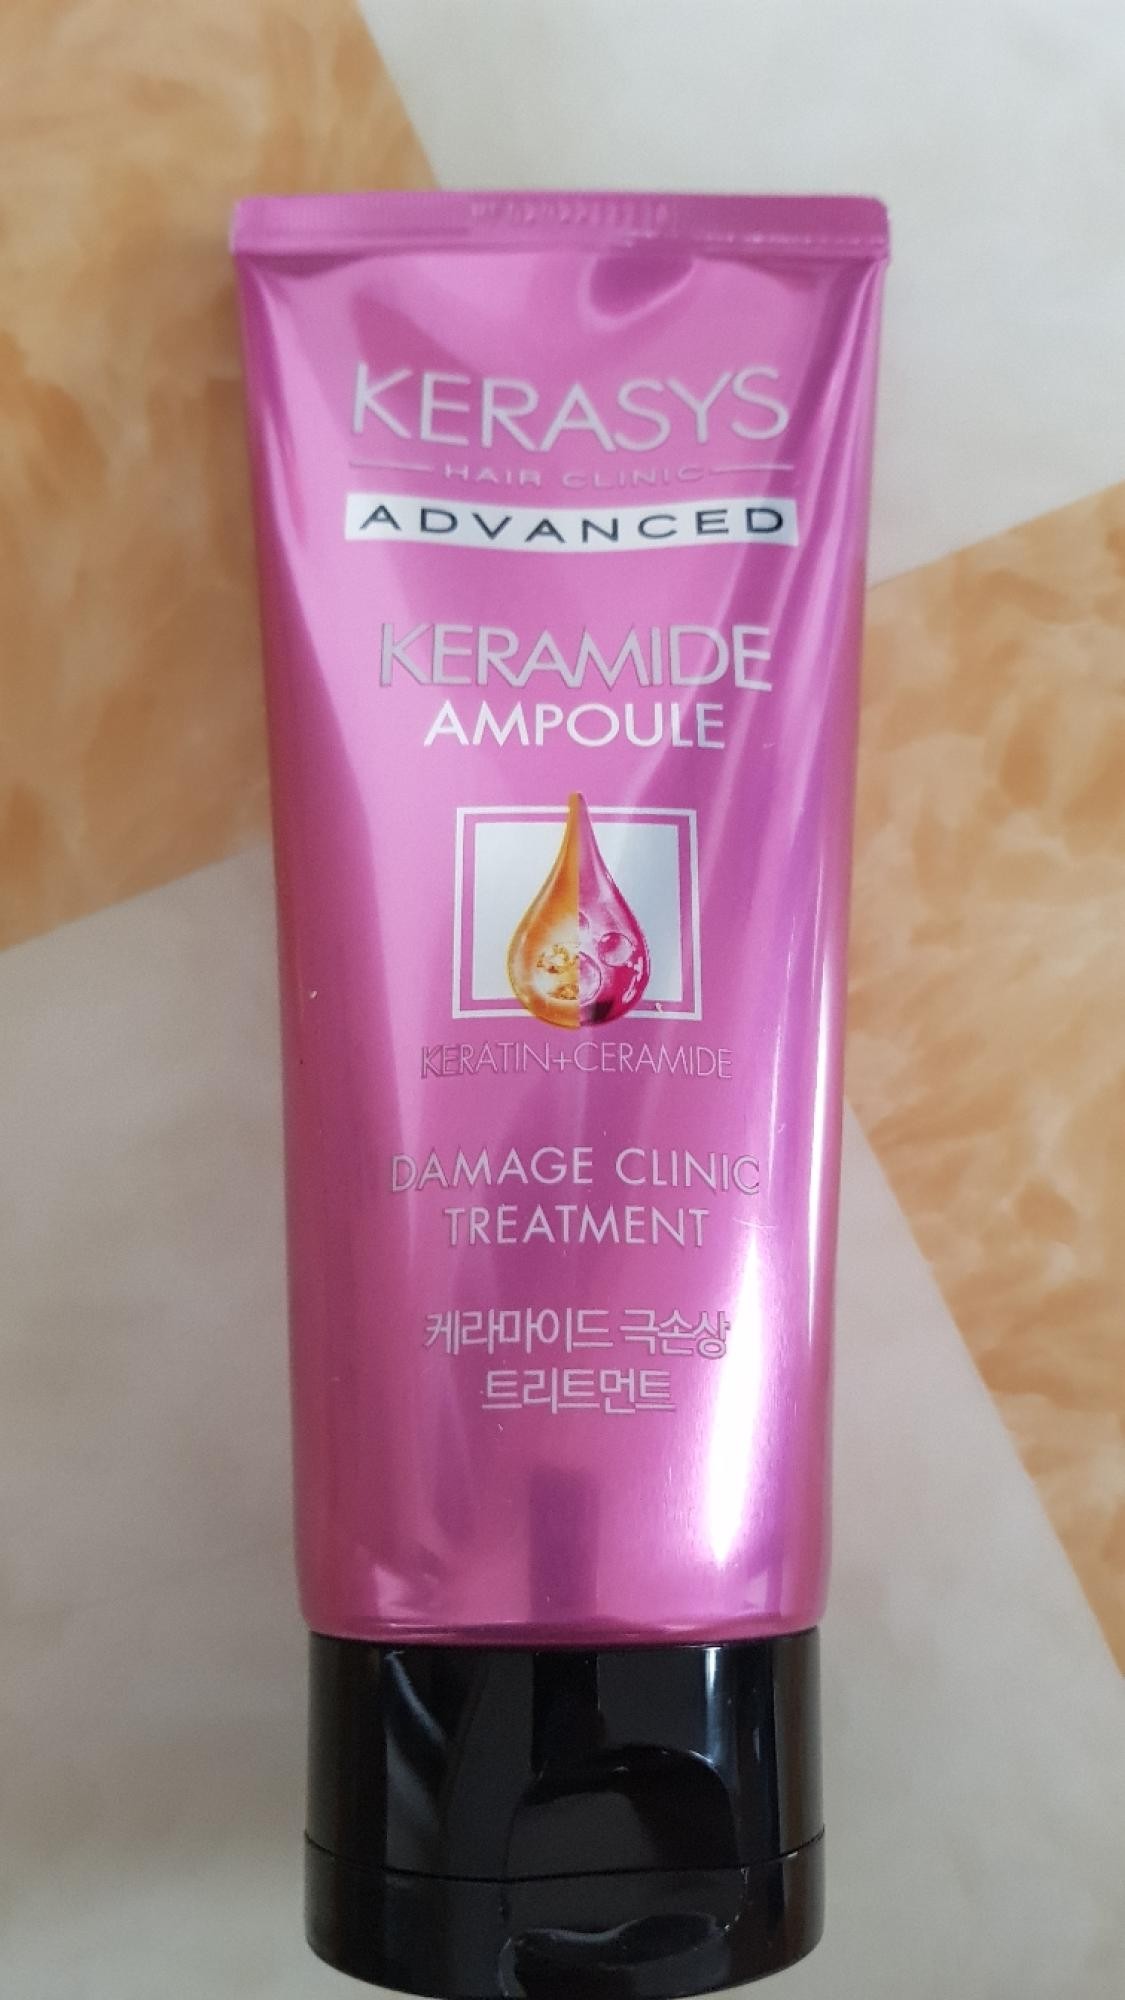 KERASYS
HAIR CLINIC
ADVANCED
KERAMIDE
AMPOULE
KERATIN+CERAMIDE
DAMAGE CLINIC
TREATMENT
케라마이드 극손상
트리트먼트